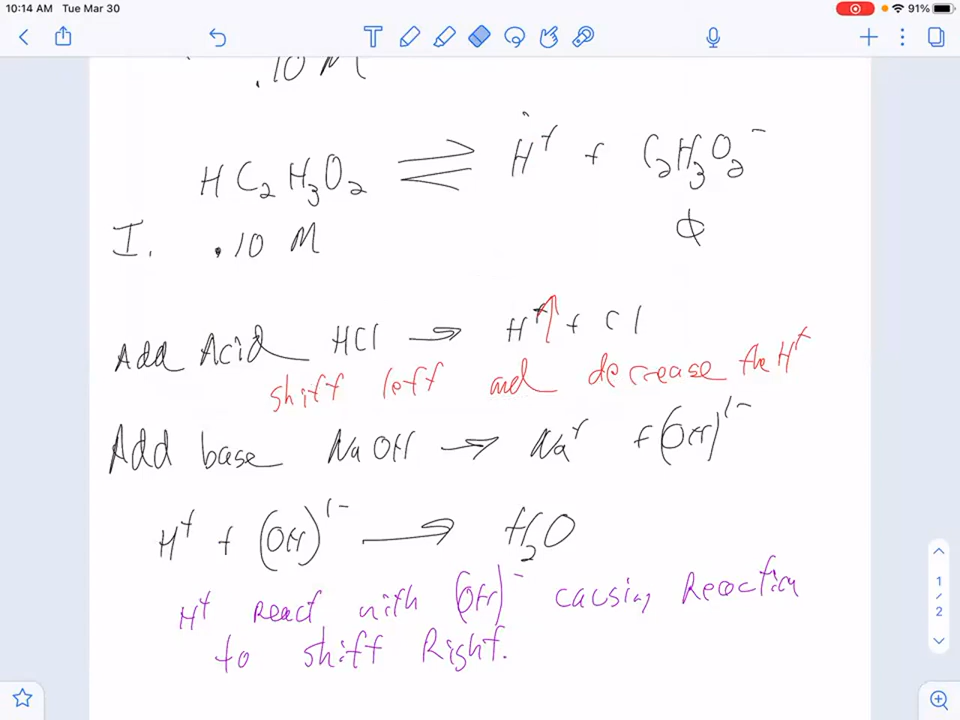 10:14 AM Tue Mar 30
91%
.10 M
HC₂H₃O₂ ⇌ H⁺ + C₂H₃O₂⁻
I. .10 M ϕ
Add Acid HCl → H⁺↑ + Cl
shift left and decrease the H⁺
Add base NaOH → Na⁺ + (OH)¹⁻
H⁺ + (OH)¹⁻ → H₂O
H⁺ react with (OH)⁻ causing Reaction
to shift Right.
1
/
2